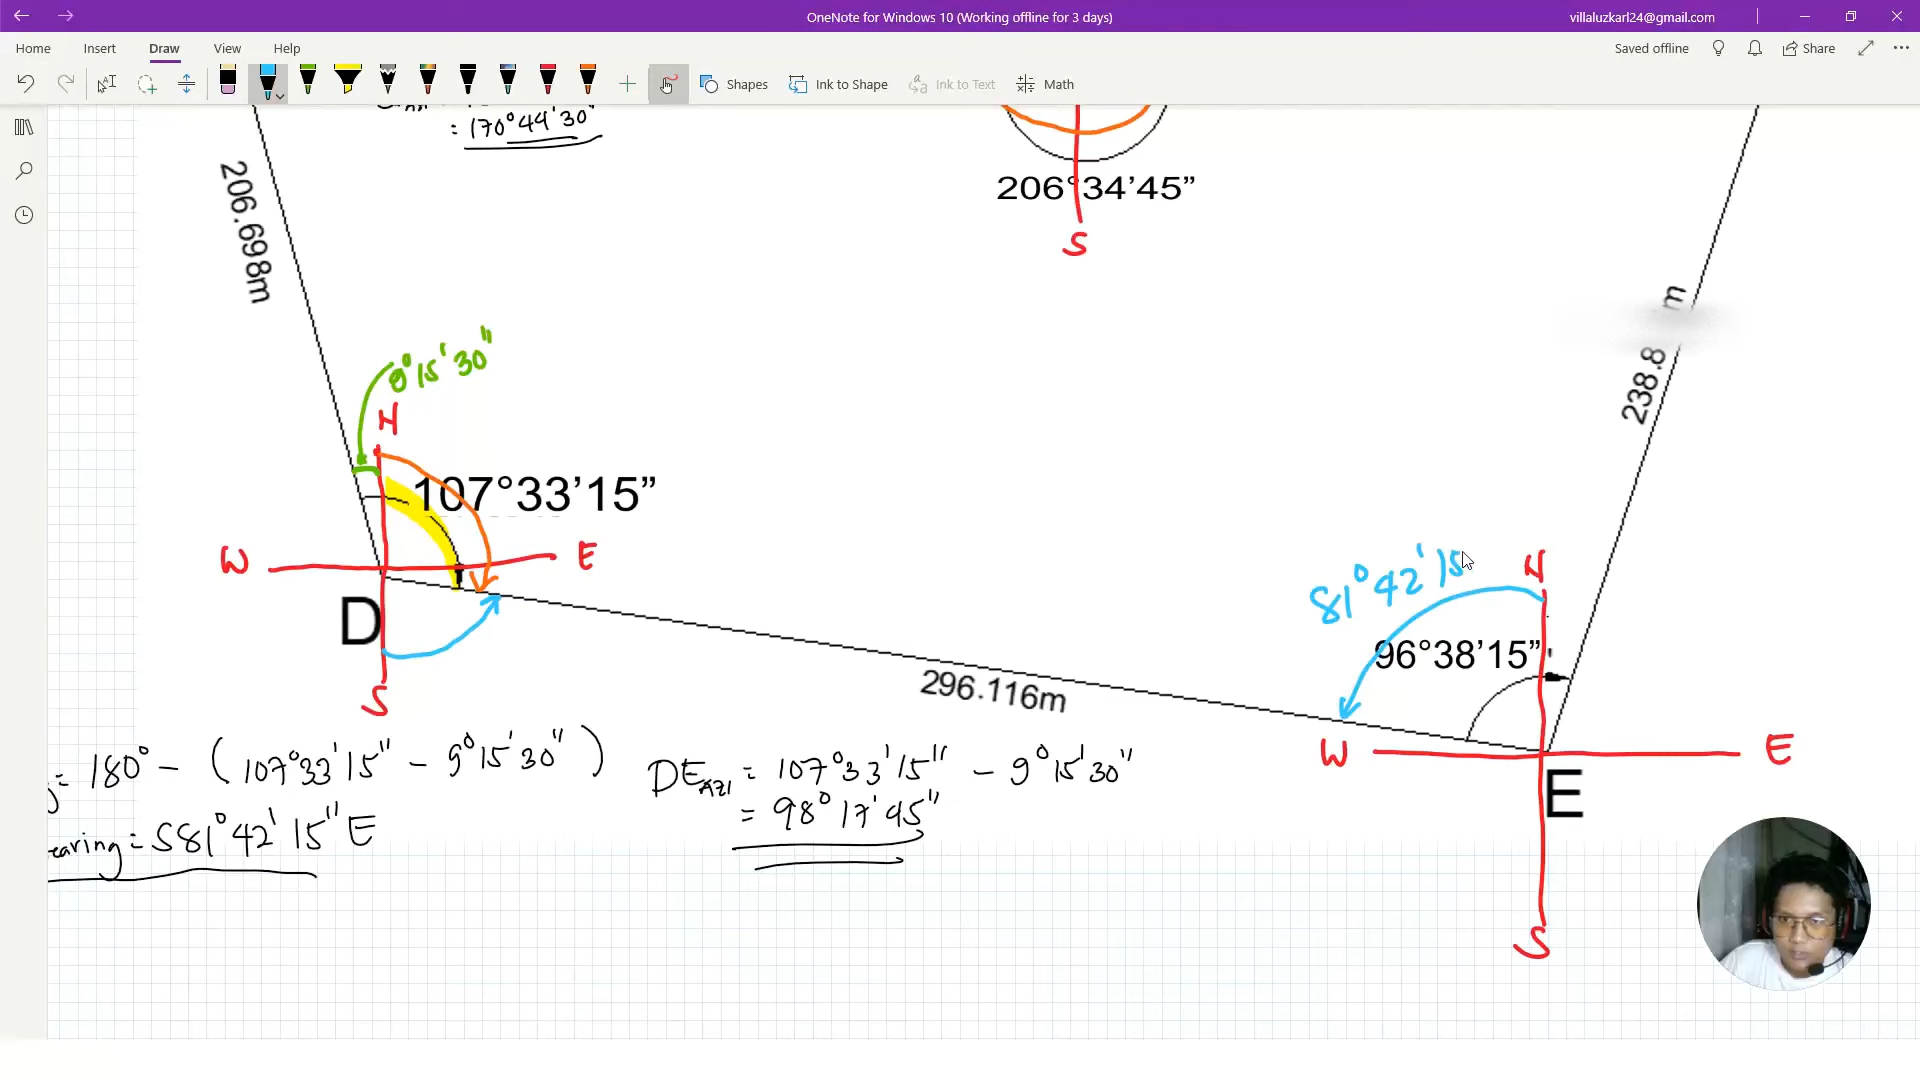 OneNote for Windows 10 (Working offline for 3 days)
villaluzkarl24@gmail.com
Home Insert Draw View Help
Saved offline
Share
Shapes
Ink to Shape
Ink to Text
Math
: 170°44'30"
206.698m
206°34'45”
S
m
238.8
9°15'30"
N
107°33’15”
W
E
D
S
81°42'15
N
96°38’15”
296.116m
W
E
E
S
= 180° - (107°33'15" - 9°15'30")
earing = S81°42'15"E
DE AZI = 107°33'15" - 9°15'30"
= 98°17'45"